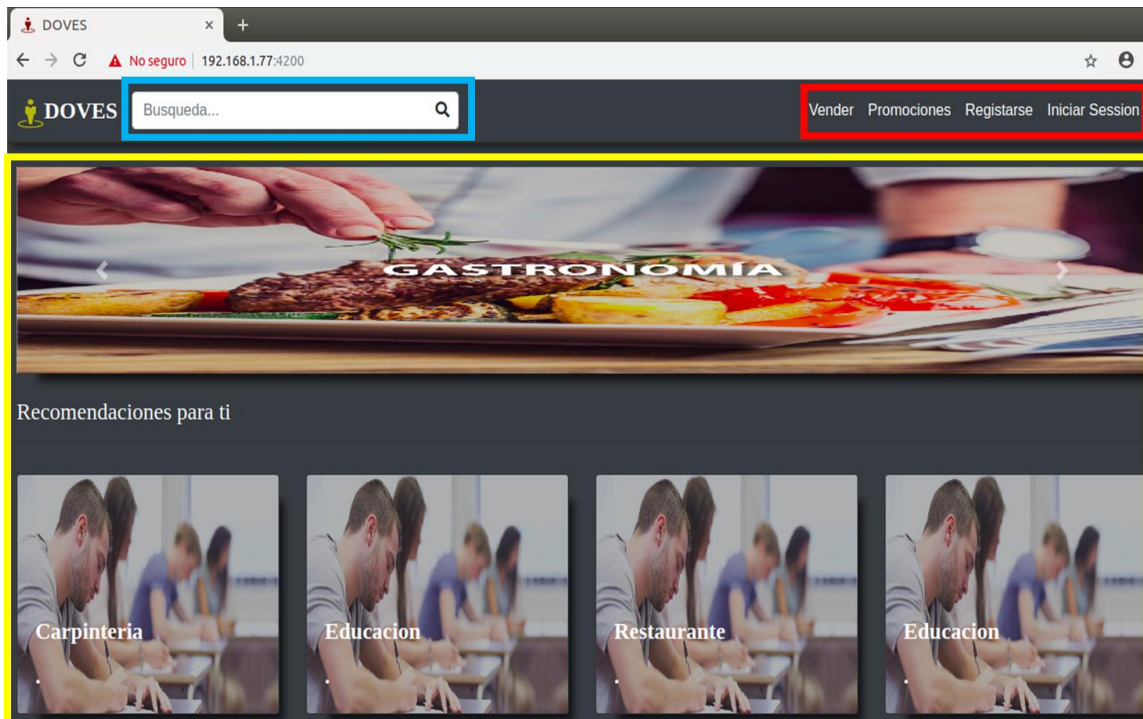 DOVES
No seguro 192.168.1.77:4200
DOVES Busqueda... Vender Promociones Registarse Iniciar Session
GASTRONOMÍA
Recomendaciones para ti
Carpinteria Educacion Restaurante Educacion
. . . .